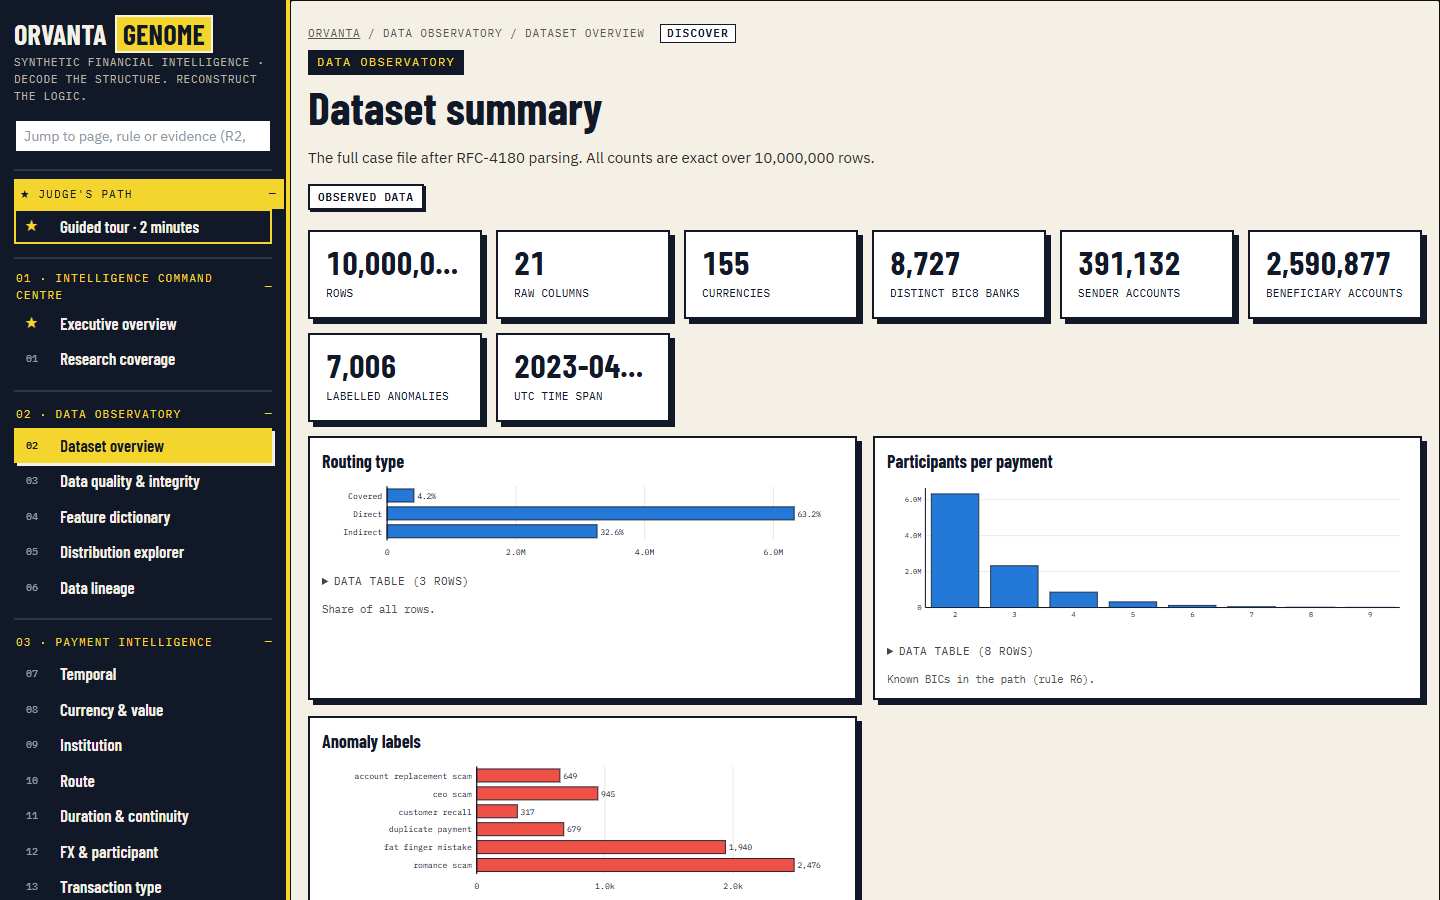 ORVANTA GENOME
SYNTHETIC FINANCIAL INTELLIGENCE ·
DECODE THE STRUCTURE. RECONSTRUCT
THE LOGIC.
Jump to page, rule or evidence (R2,
★ JUDGE'S PATH –
★ Guided tour · 2 minutes
01 · INTELLIGENCE COMMAND
CENTRE –
★ Executive overview
01 Research coverage
02 · DATA OBSERVATORY –
02 Dataset overview
03 Data quality & integrity
04 Feature dictionary
05 Distribution explorer
06 Data lineage
03 · PAYMENT INTELLIGENCE –
07 Temporal
08 Currency & value
09 Institution
10 Route
11 Duration & continuity
12 FX & participant
13 Transaction type
ORVANTA / DATA OBSERVATORY / DATASET OVERVIEW DISCOVER
DATA OBSERVATORY
Dataset summary
The full case file after RFC-4180 parsing. All counts are exact over 10,000,000 rows.
OBSERVED DATA
10,000,0...
ROWS
21
RAW COLUMNS
155
CURRENCIES
8,727
DISTINCT BIC8 BANKS
391,132
SENDER ACCOUNTS
2,590,877
BENEFICIARY ACCOUNTS
7,006
LABELLED ANOMALIES
2023-04...
UTC TIME SPAN
Routing type
Covered 4.2%
Direct 63.2%
Indirect 32.6%
0 2.0M 4.0M 6.0M
▶ DATA TABLE (3 ROWS)
Share of all rows.
Participants per payment
6.0M
4.0M
2.0M
0
2 3 4 5 6 7 8 9
▶ DATA TABLE (8 ROWS)
Known BICs in the path (rule R6).
Anomaly labels
account replacement scam 649
ceo scam 945
customer recall 317
duplicate payment 679
fat finger mistake 1,940
romance scam 2,476
0 1.0k 2.0k